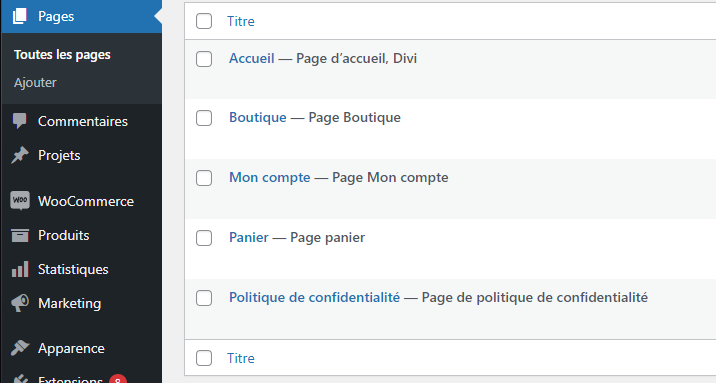 Pages
Toutes les pages
Ajouter
Commentaires
Projets
WOO WooCommerce
Produits
Statistiques
Marketing
Apparence
Extensions 8
Titre
Accueil — Page d’accueil, Divi
Boutique — Page Boutique
Mon compte — Page Mon compte
Panier — Page panier
Politique de confidentialité — Page de politique de confidentialité
Titre